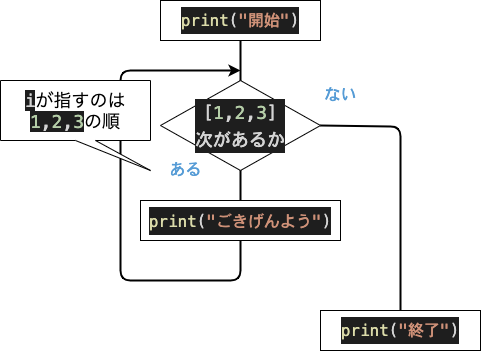 print("開始")
iが指すのは
1,2,3の順
[1,2,3]
次があるか
ない
ある
print("ごきげんよう")
print("終了")